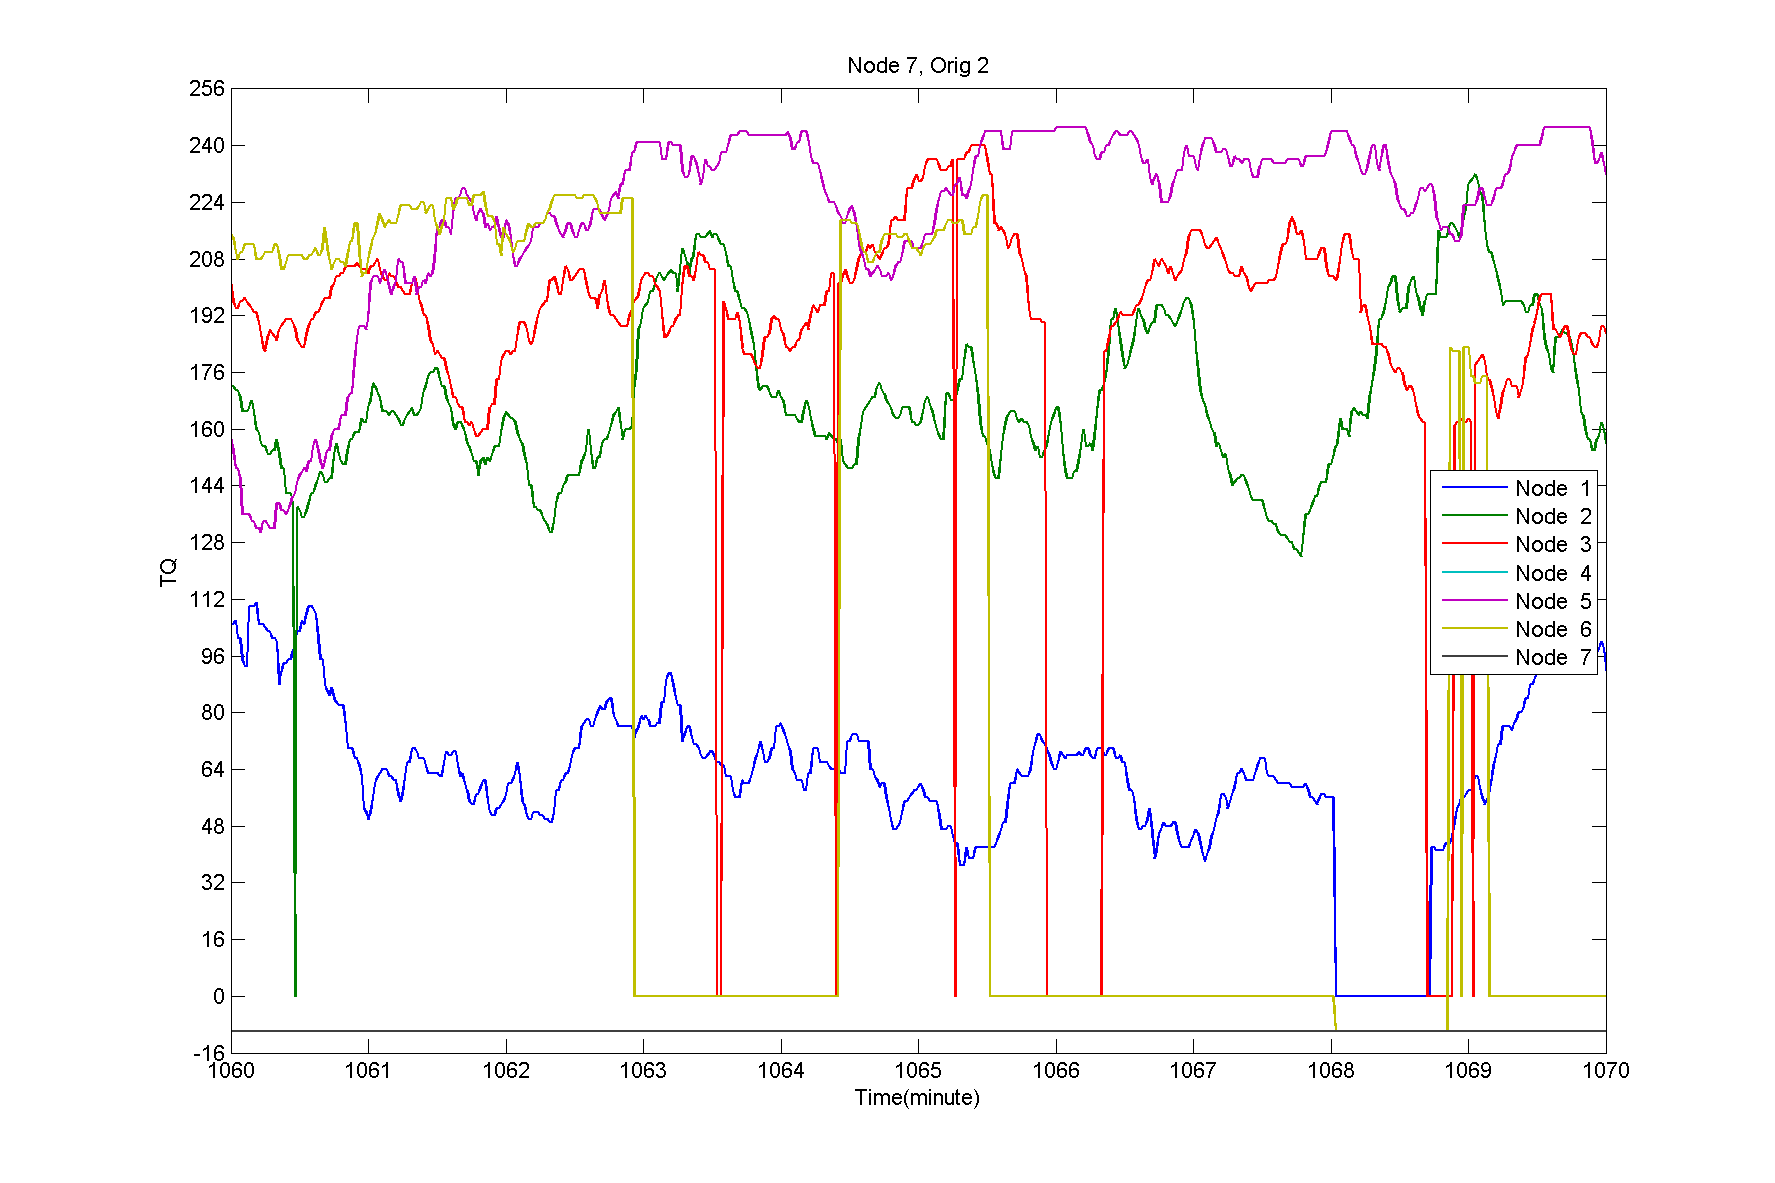 Node 7, Orig 2
256
240
224
208
192
176
160
144
128
112
96
80
64
48
32
16
0
-16
TQ
Node 1
Node 2
Node 3
Node 4
Node 5
Node 6
Node 7
1060 1061 1062 1063 1064 1065 1066 1067 1068 1069 1070
Time(minute)